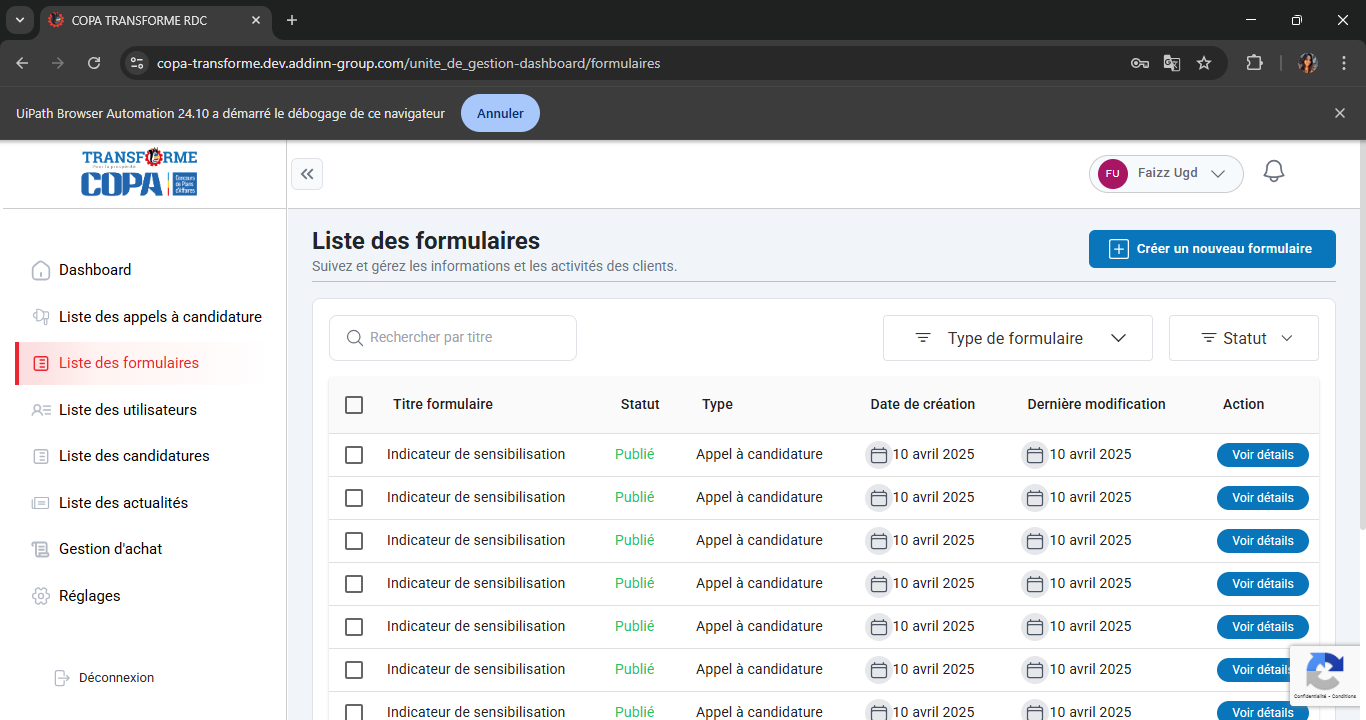 COPA TRANSFORME RDC
copa-transforme.dev.addinn-group.com/unite_de_gestion-dashboard/formulaires
UiPath Browser Automation 24.10 a démarré le débogage de ce navigateur
Annuler
TRANSFORME
COPA
Concours
de Plans
d'Affaires
FU
Faizz Ugd
Dashboard
Liste des appels à candidature
Liste des formulaires
Liste des utilisateurs
Liste des candidatures
Liste des actualités
Gestion d'achat
Réglages
Déconnexion
Liste des formulaires
Suivez et gérez les informations et les activités des clients.
Créer un nouveau formulaire
Rechercher par titre
Type de formulaire
Statut
Titre formulaire Statut Type Date de création Dernière modification Action
Indicateur de sensibilisation Publié Appel à candidature 10 avril 2025 10 avril 2025 Voir détails
Indicateur de sensibilisation Publié Appel à candidature 10 avril 2025 10 avril 2025 Voir détails
Indicateur de sensibilisation Publié Appel à candidature 10 avril 2025 10 avril 2025 Voir détails
Indicateur de sensibilisation Publié Appel à candidature 10 avril 2025 10 avril 2025 Voir détails
Indicateur de sensibilisation Publié Appel à candidature 10 avril 2025 10 avril 2025 Voir détails
Indicateur de sensibilisation Publié Appel à candidature 10 avril 2025 10 avril 2025 Voir détails
Indicateur de sensibilisation Publié Appel à candidature 10 avril 2025 10 avril 2025 Voir détails
Confidentialité - Conditions